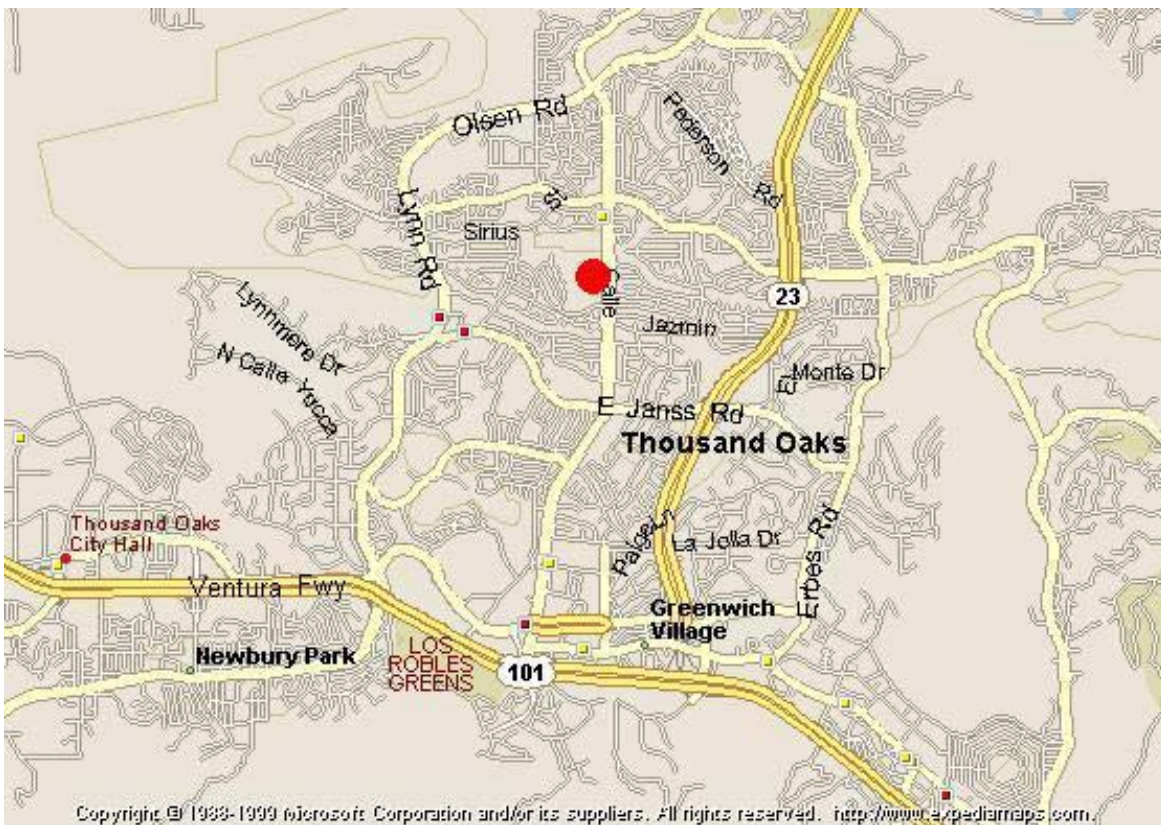 Olsen Rd
Pederson Rd
St
Sirius
Lynn Rd
Calle
23
Lynnmere Dr
N Calle Yucca
Jazmin
El Monte Dr
E Janss Rd
Thousand Oaks
Thousand Oaks
City Hall
Paige Ln
La Jolla Dr
Erbes Rd
Ventura Fwy
Greenwich
Village
Newbury Park
LOS
ROBLES
GREENS
101
Copyright © 1988-1999 Microsoft Corporation and/or its suppliers. All rights reserved. http://www.expediamaps.com.